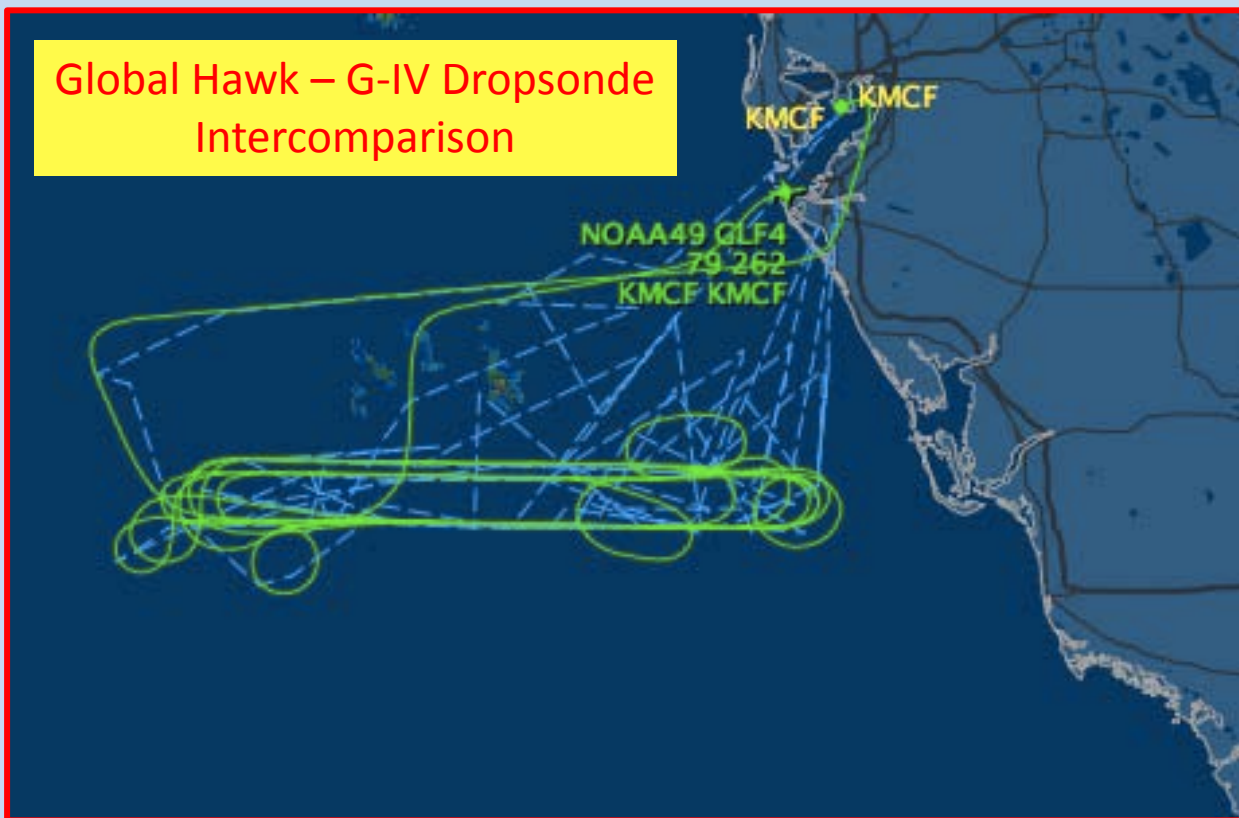 Global Hawk – G-IV Dropsonde
Intercomparison
KMCF
KMCF
NOAA49 GLF4
79 262
KMCF KMCF